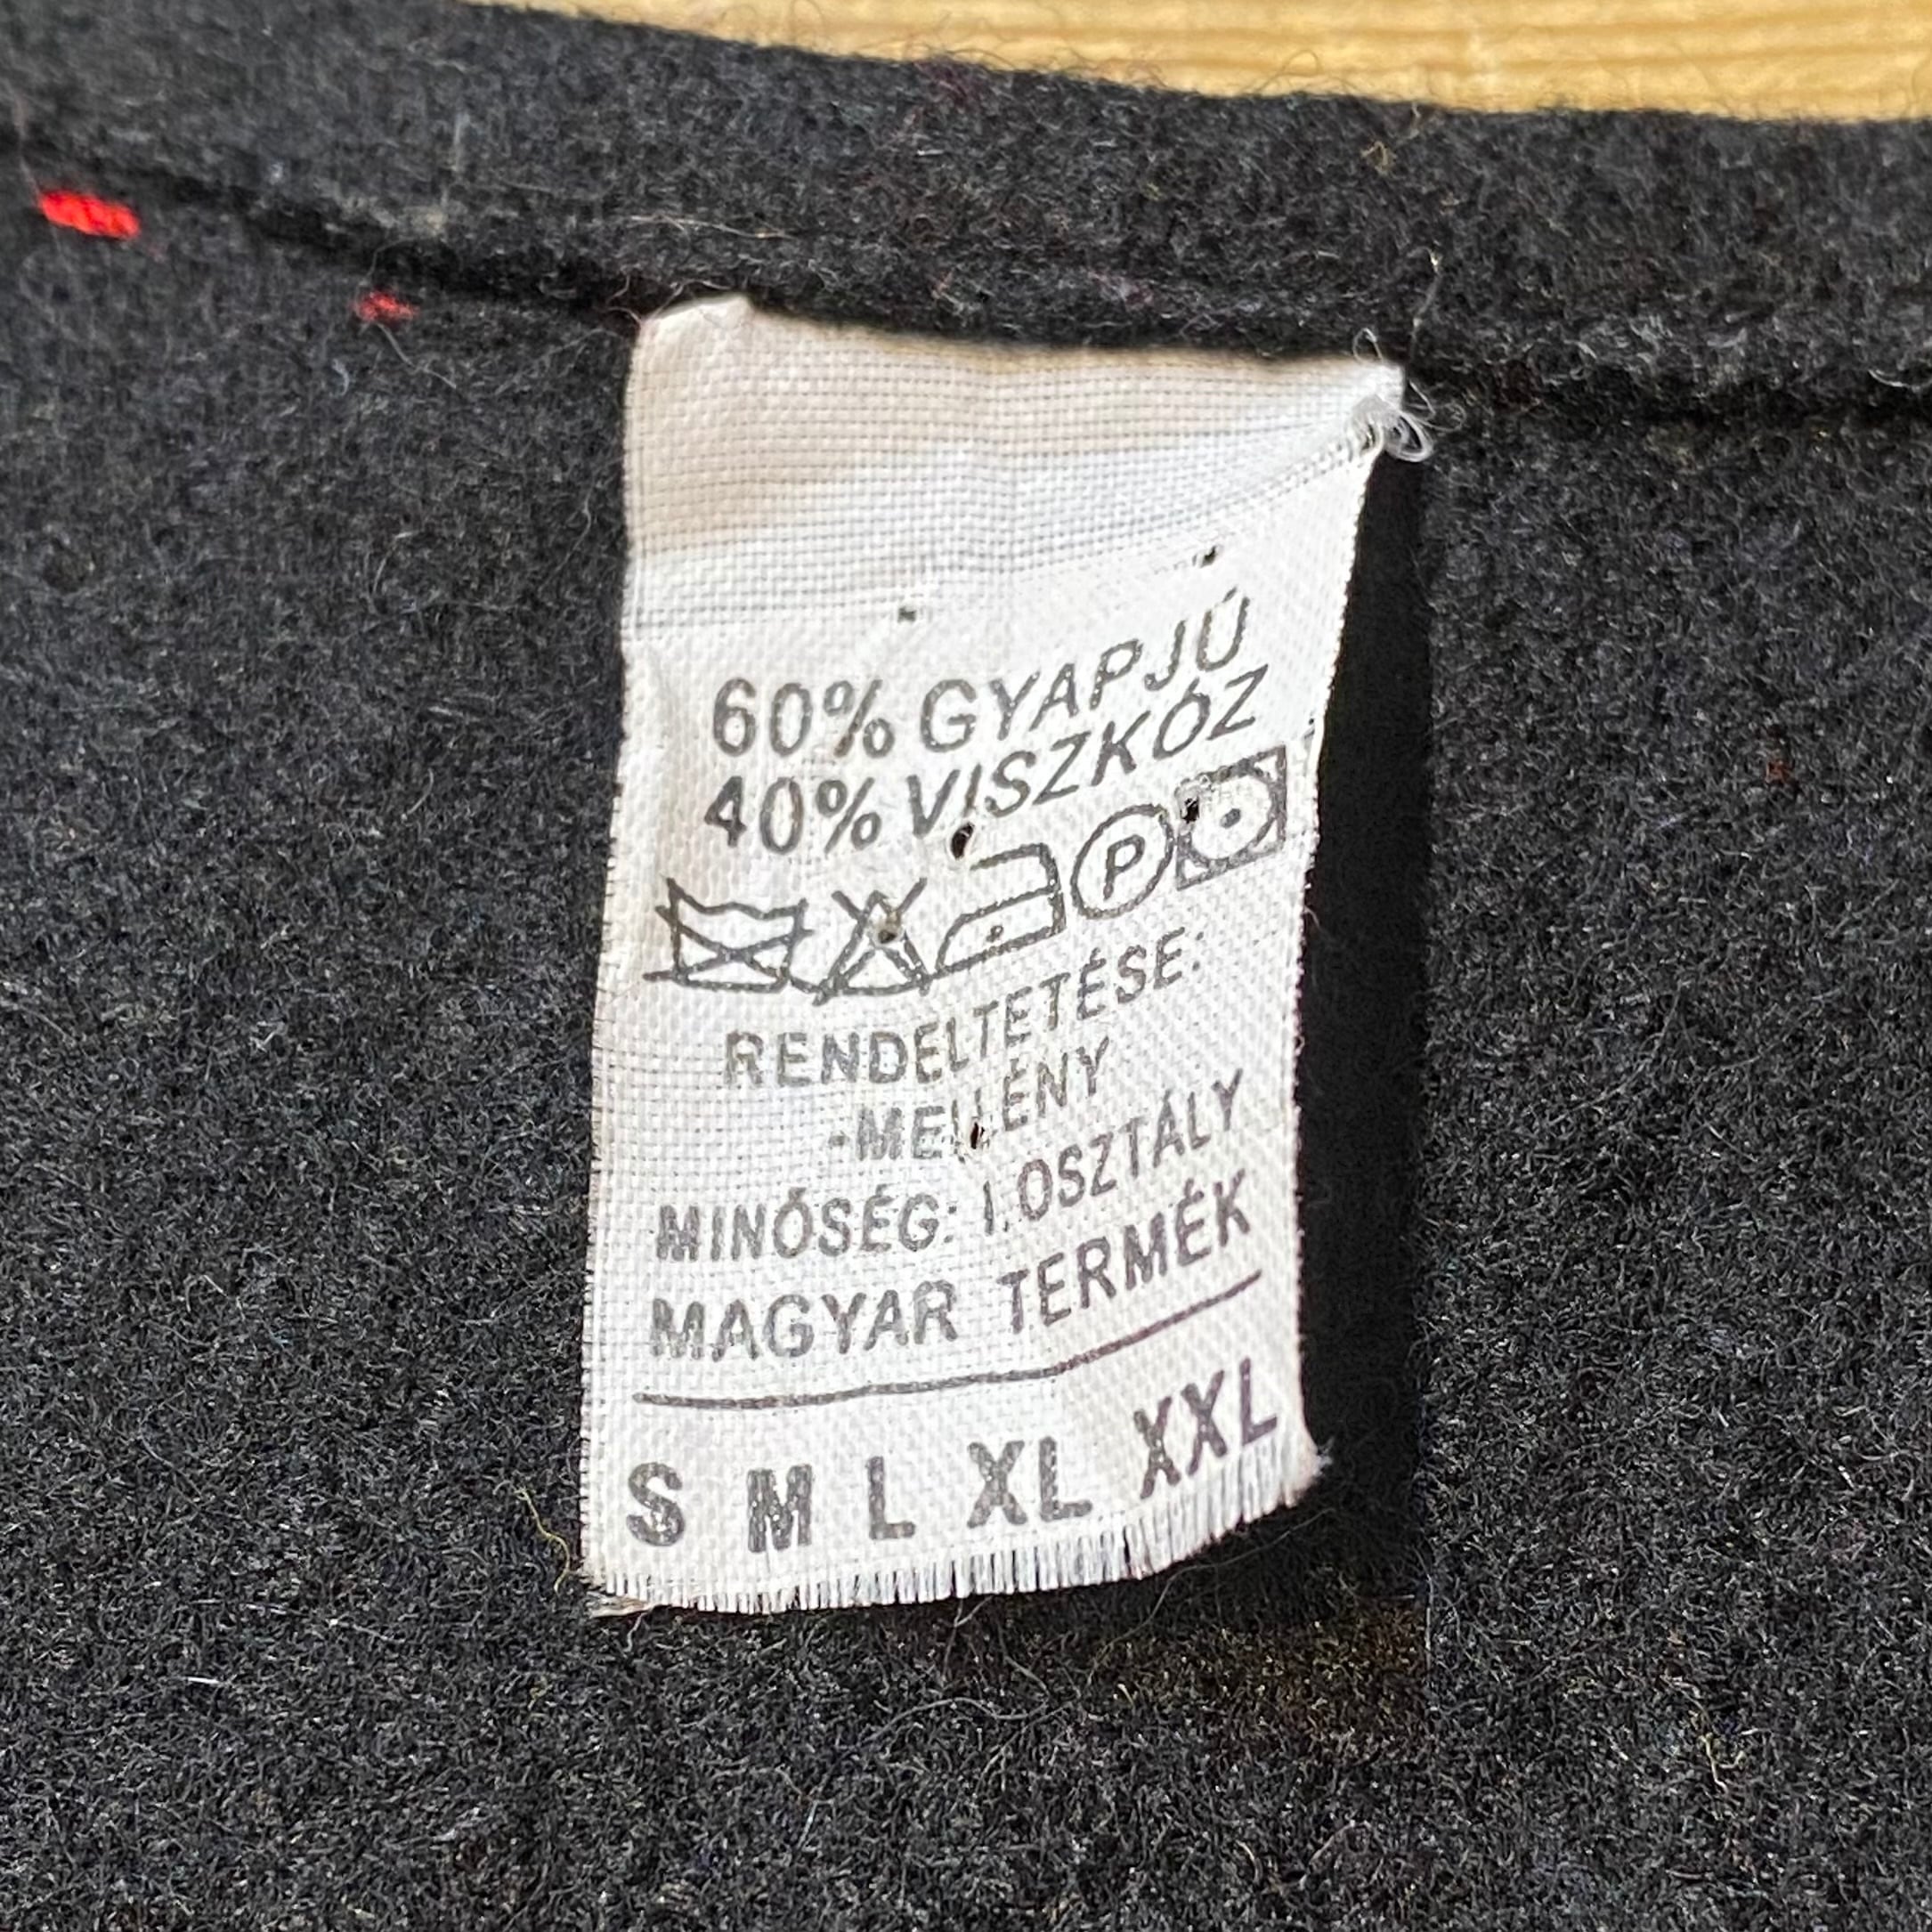 60% GYAPJÚ
40% VISZKÓZ
P
RENDELTETÉSE:
-MELLÉNY
MINŐSÉG: I.OSZTÁLY
MAGYAR TERMÉK
S M L XL XXL